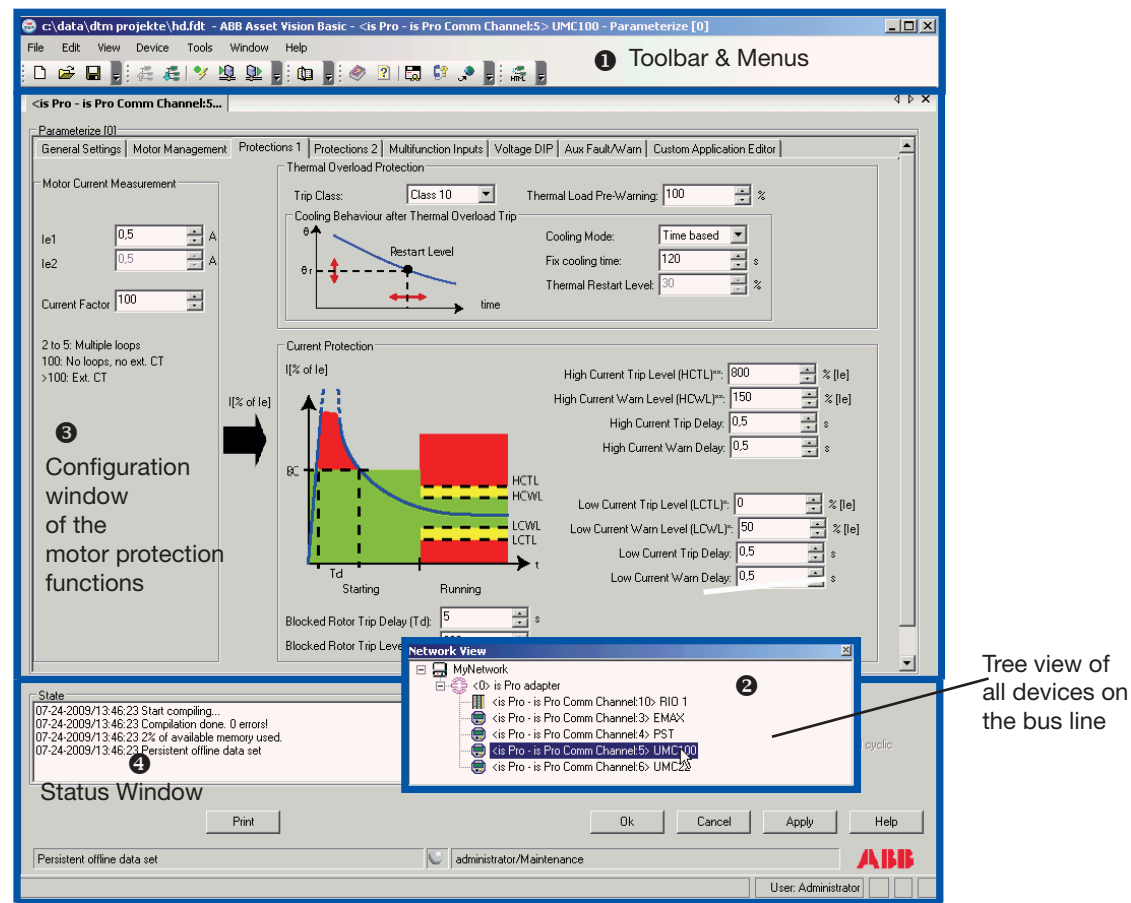 c:\data\dtm projekte\hd.fdt - ABB Asset Vision Basic - <is Pro - is Pro Comm Channel:5> UMC100 - Parameterize [0]
File Edit View Device Tools Window Help
❶ Toolbar & Menus
<is Pro - is Pro Comm Channel:5...
Parameterize [0]
General Settings Motor Management Protections 1 Protections 2 Multifunction Inputs Voltage DIP Aux Fault/Warn Custom Application Editor
Motor Current Measurement
Ie1 0,5 A
Ie2 0,5 A
Current Factor 100
2 to 5: Multiple loops
100: No loops, no ext. CT
>100: Ext. CT
❸
Configuration
window
of the
motor protection
functions
I[% of Ie]
Thermal Overload Protection
Trip Class: Class 10 Thermal Load Pre-Warning: 100 %
Cooling Behaviour after Thermal Overload Trip
θ
Restart Level
θr
time
Cooling Mode: Time based
Fix cooling time: 120 s
Thermal Restart Level: 30 %
Current Protection
I[% of Ie]
BC
HCTL
HCWL
LCWL
LCTL
t
Td
Starting Running
High Current Trip Level (HCTL)**: 800 % [Ie]
High Current Warn Level (HCWL)**: 150 % [Ie]
High Current Trip Delay: 0,5 s
High Current Warn Delay: 0,5 s
Low Current Trip Level (LCTL)*: 0 % [Ie]
Low Current Warn Level (LCWL)*: 50 % [Ie]
Low Current Trip Delay: 0,5 s
Low Current Warn Delay: 0,5 s
Blocked Rotor Trip Delay (Td): 5 s
Blocked Rotor Trip Leve
Network View
MyNetwork
<0> is Pro adapter
❷
<is Pro - is Pro Comm Channel:10> RIO 1
<is Pro - is Pro Comm Channel:3> EMAX
<is Pro - is Pro Comm Channel:4> PST
<is Pro - is Pro Comm Channel:5> UMC100
<is Pro - is Pro Comm Channel:6> UMC22
Tree view of
all devices on
the bus line
State
07-24-2009/13:46:23 Start compiling...
07-24-2009/13:46:23 Compilation done. 0 errors!
07-24-2009/13:46:23 2% of available memory used.
07-24-2009/13:46:23 Persistent offline data set
cyclic
❹
Status Window
Print Ok Cancel Apply Help
Persistent offline data set administrator/Maintenance ABB
User: Administrator